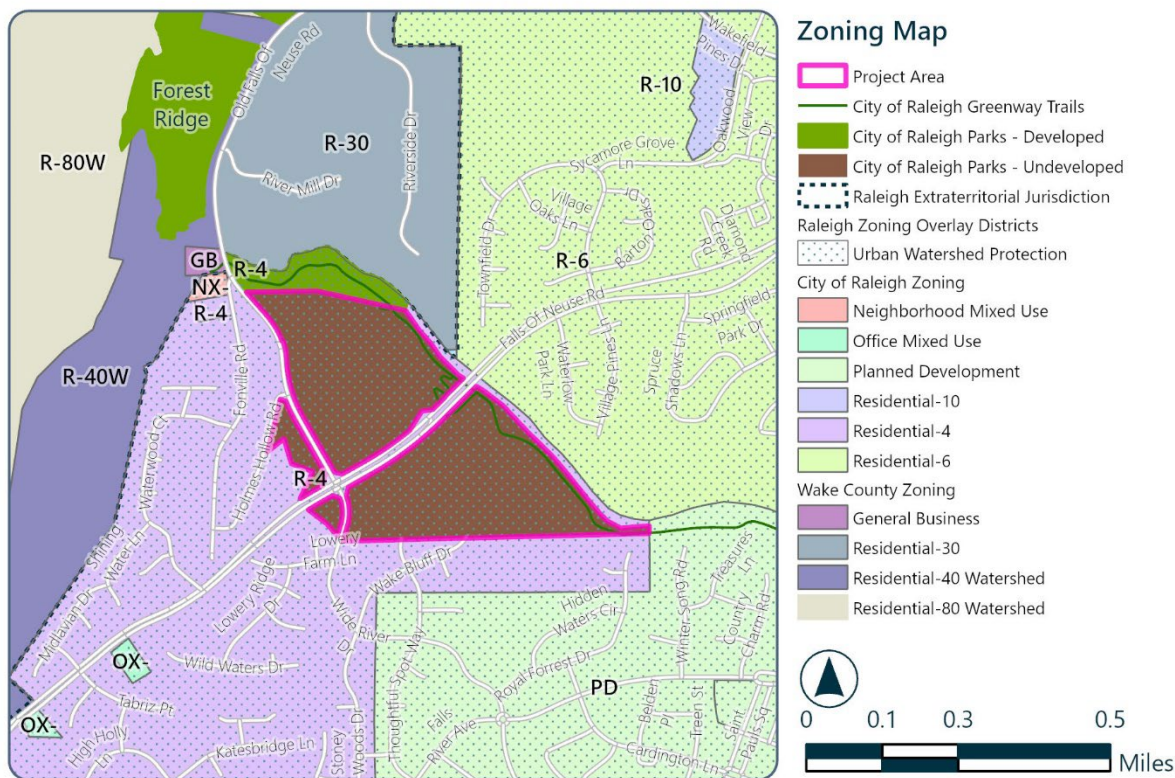 Old Falls Of
Neuse Rd
Forest
Ridge
R-80W
R-30
River Mill Dr
Riverside Dr
R-10
Wakefield
Pines Dr
Oakwood
View
Dr
Sycamore Grove
Ln
Village
Oaks Ln
Barton
Oaks Dr
Diamond
Creek
Rd
Townfield Dr
R-6
GB
R-4
NX-
R-4
Falls Of Neuse Rd
Springfield
Park Dr
Spruce
Shadows Ln
Waterlow
Park Ln
Village Pines Ln
R-40W
Fonville Rd
Waterwood Ct
Holmes Hollow Rd
R-4
Shining
Water Ln
Midlavian Dr
Lowery
Farm Ln
Lowery Ridge
Dr
Wake Bluff Dr
Wide River
Dr
Hidden
Waters Cir
Winter Song Rd
Treasures
Ln
Country
Charm Rd
OX-
Wild Waters Dr
Thoughtful Spot Way
Royal Forrest Dr
PD
Belden
Pl
Treen St
Saint
Pauls Sq
OX-
Tabriz Pt
High Holly
Ln
Katesbridge Ln
Stoney
Woods Dr
Falls
River Ave
Cardington Ln
Zoning Map
Project Area
City of Raleigh Greenway Trails
City of Raleigh Parks - Developed
City of Raleigh Parks - Undeveloped
Raleigh Extraterritorial Jurisdiction
Raleigh Zoning Overlay Districts
Urban Watershed Protection
City of Raleigh Zoning
Neighborhood Mixed Use
Office Mixed Use
Planned Development
Residential-10
Residential-4
Residential-6
Wake County Zoning
General Business
Residential-30
Residential-40 Watershed
Residential-80 Watershed
0 0.1 0.3 0.5
Miles